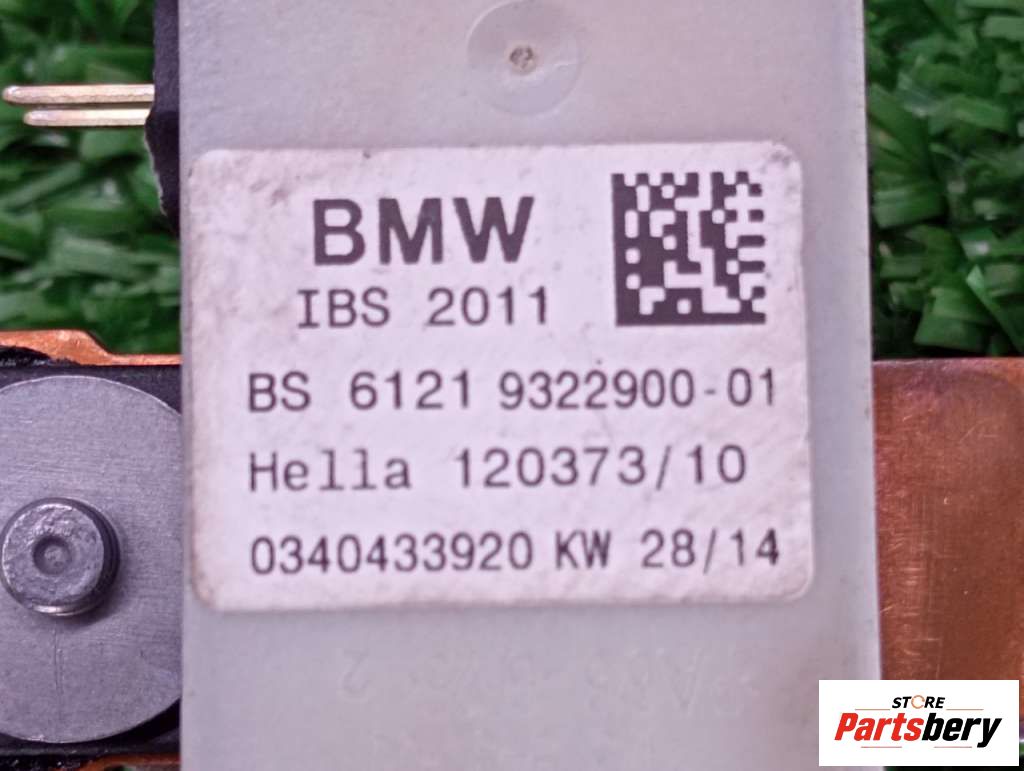 BMW
IBS 2011
BS 6121 9322900-01
Hella 120373/10
0340433920 KW 28/14
STORE
Partsbery